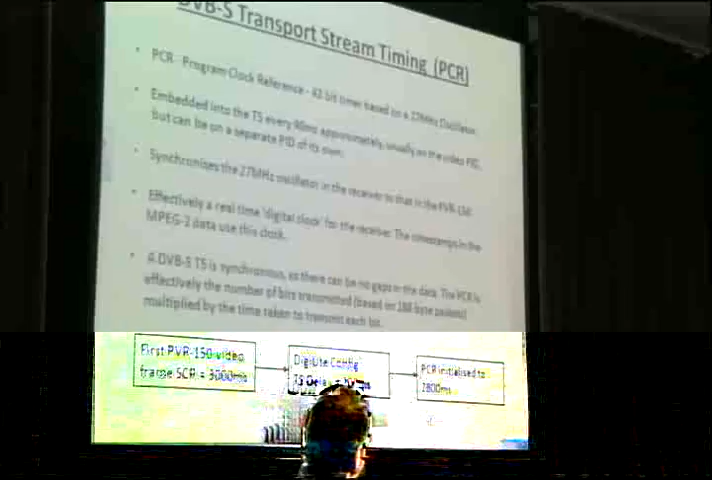 DVB-S Transport Stream Timing (PCR)
PCR - Program Clock Reference - 42 bit timer based on a 27MHz Oscillator
Embedded into the TS every 40ms approximately, usually on the video PID,
but can be on a separate PID of its own.
Synchronises the 27MHz oscillator in the receiver to that in the PVR-150
Effectively a real time 'digital clock' for the receiver. The timestamps in the
MPEG-2 data use this clock.
A DVB-S TS is synchronous, so there can be no gaps in the data. The PCR is
effectively the number of bits transmitted (based on 188 byte packets)
multiplied by the time taken to transmit each bit.
First PVR-150 video
frame SCR = 3000ms
DigiLite Config
TS Delay =
PCR initialised to
2800ms